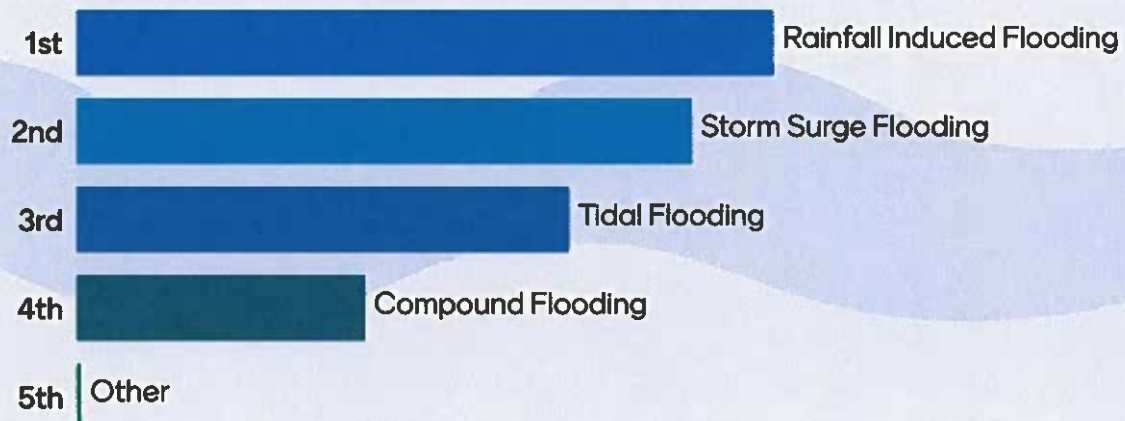 1st Rainfall Induced Flooding
2nd Storm Surge Flooding
3rd Tidal Flooding
4th Compound Flooding
5th Other